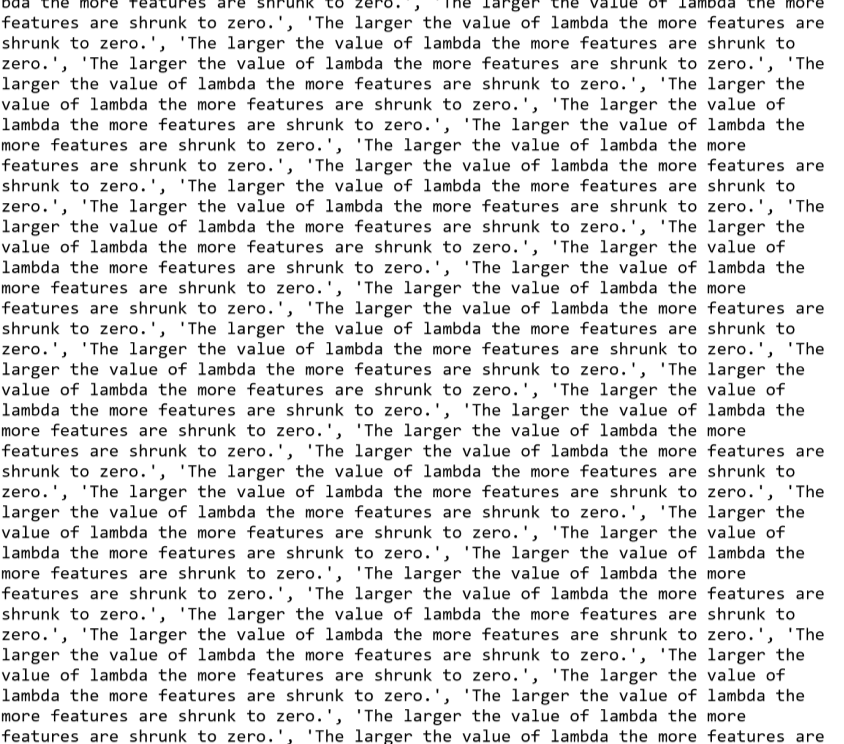 bda the more features are shrunk to zero.', 'The larger the value of lambda the more
features are shrunk to zero.', 'The larger the value of lambda the more features are
shrunk to zero.', 'The larger the value of lambda the more features are shrunk to
zero.', 'The larger the value of lambda the more features are shrunk to zero.', 'The
larger the value of lambda the more features are shrunk to zero.', 'The larger the
value of lambda the more features are shrunk to zero.', 'The larger the value of
lambda the more features are shrunk to zero.', 'The larger the value of lambda the
more features are shrunk to zero.', 'The larger the value of lambda the more
features are shrunk to zero.', 'The larger the value of lambda the more features are
shrunk to zero.', 'The larger the value of lambda the more features are shrunk to
zero.', 'The larger the value of lambda the more features are shrunk to zero.', 'The
larger the value of lambda the more features are shrunk to zero.', 'The larger the
value of lambda the more features are shrunk to zero.', 'The larger the value of
lambda the more features are shrunk to zero.', 'The larger the value of lambda the
more features are shrunk to zero.', 'The larger the value of lambda the more
features are shrunk to zero.', 'The larger the value of lambda the more features are
shrunk to zero.', 'The larger the value of lambda the more features are shrunk to
zero.', 'The larger the value of lambda the more features are shrunk to zero.', 'The
larger the value of lambda the more features are shrunk to zero.', 'The larger the
value of lambda the more features are shrunk to zero.', 'The larger the value of
lambda the more features are shrunk to zero.', 'The larger the value of lambda the
more features are shrunk to zero.', 'The larger the value of lambda the more
features are shrunk to zero.', 'The larger the value of lambda the more features are
shrunk to zero.', 'The larger the value of lambda the more features are shrunk to
zero.', 'The larger the value of lambda the more features are shrunk to zero.', 'The
larger the value of lambda the more features are shrunk to zero.', 'The larger the
value of lambda the more features are shrunk to zero.', 'The larger the value of
lambda the more features are shrunk to zero.', 'The larger the value of lambda the
more features are shrunk to zero.', 'The larger the value of lambda the more
features are shrunk to zero.', 'The larger the value of lambda the more features are
shrunk to zero.', 'The larger the value of lambda the more features are shrunk to
zero.', 'The larger the value of lambda the more features are shrunk to zero.', 'The
larger the value of lambda the more features are shrunk to zero.', 'The larger the
value of lambda the more features are shrunk to zero.', 'The larger the value of
lambda the more features are shrunk to zero.', 'The larger the value of lambda the
more features are shrunk to zero.', 'The larger the value of lambda the more
features are shrunk to zero.', 'The larger the value of lambda the more features are